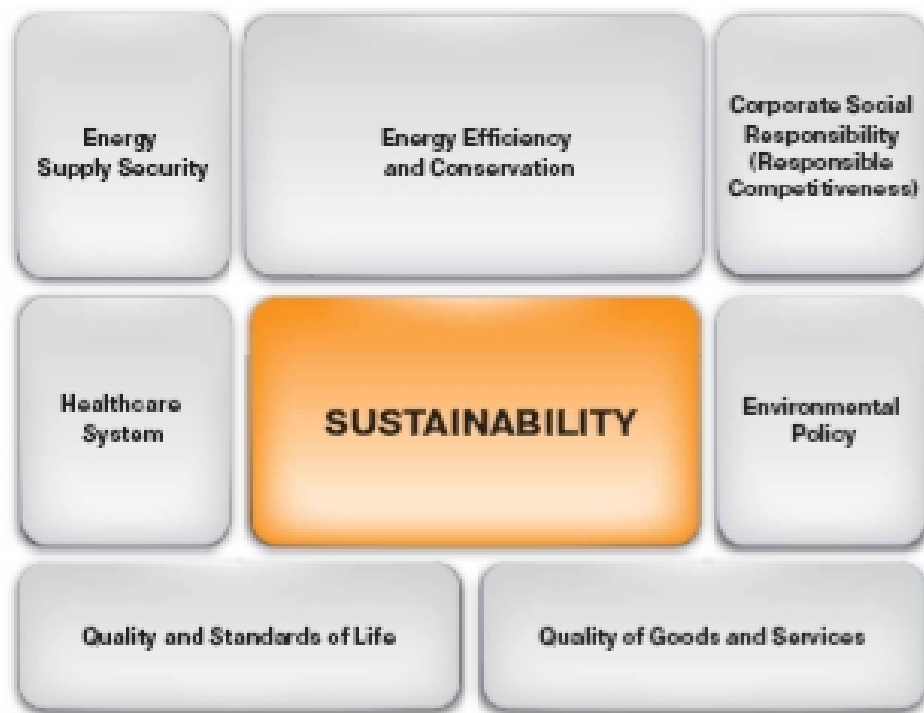 Energy
Supply Security
Energy Efficiency
and Conservation
Corporate Social
Responsibility
(Responsible
Competitiveness)
Healthcare
System
SUSTAINABILITY
Environmental
Policy
Quality and Standards of Life
Quality of Goods and Services